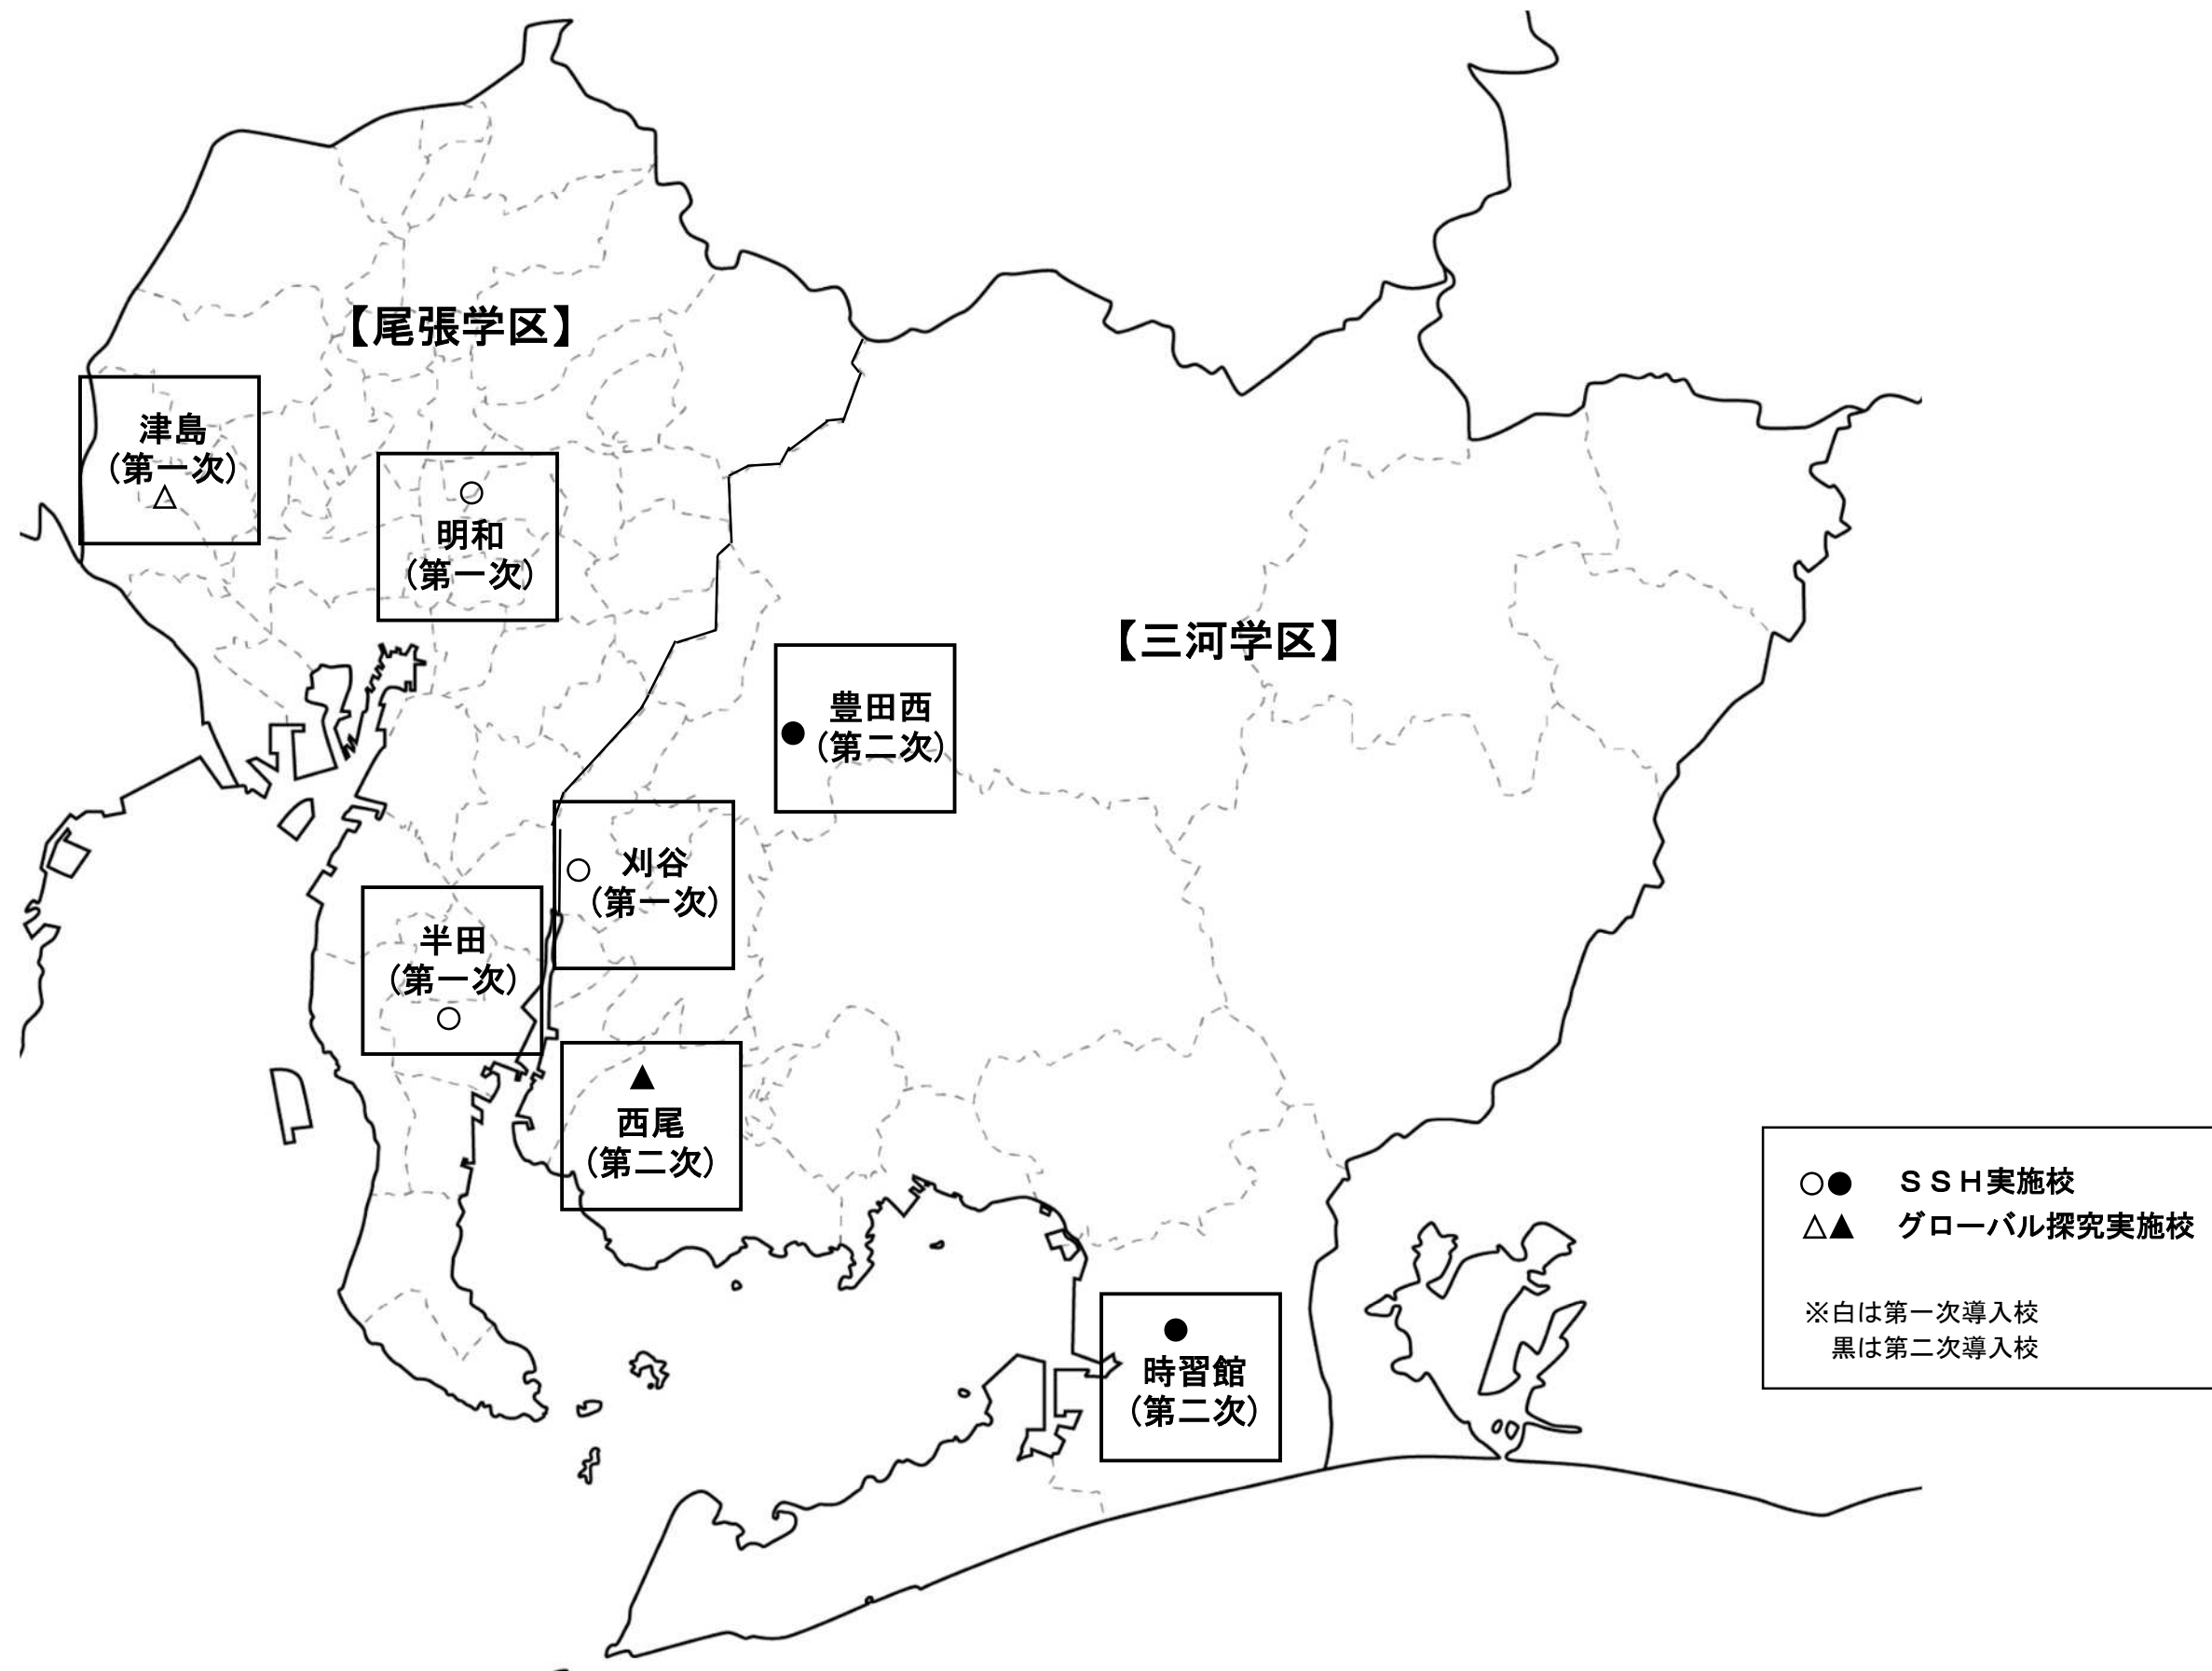 【尾張学区】
津島
（第一次）
△
○
明和
（第一次）
【三河学区】
豊田西
●（第二次）
○ 刈谷
（第一次）
半田
（第一次）
○
▲
西尾
（第二次）
●
時習館
（第二次）
○● ＳＳＨ実施校
△▲ グローバル探究実施校
※白は第一次導入校
黒は第二次導入校